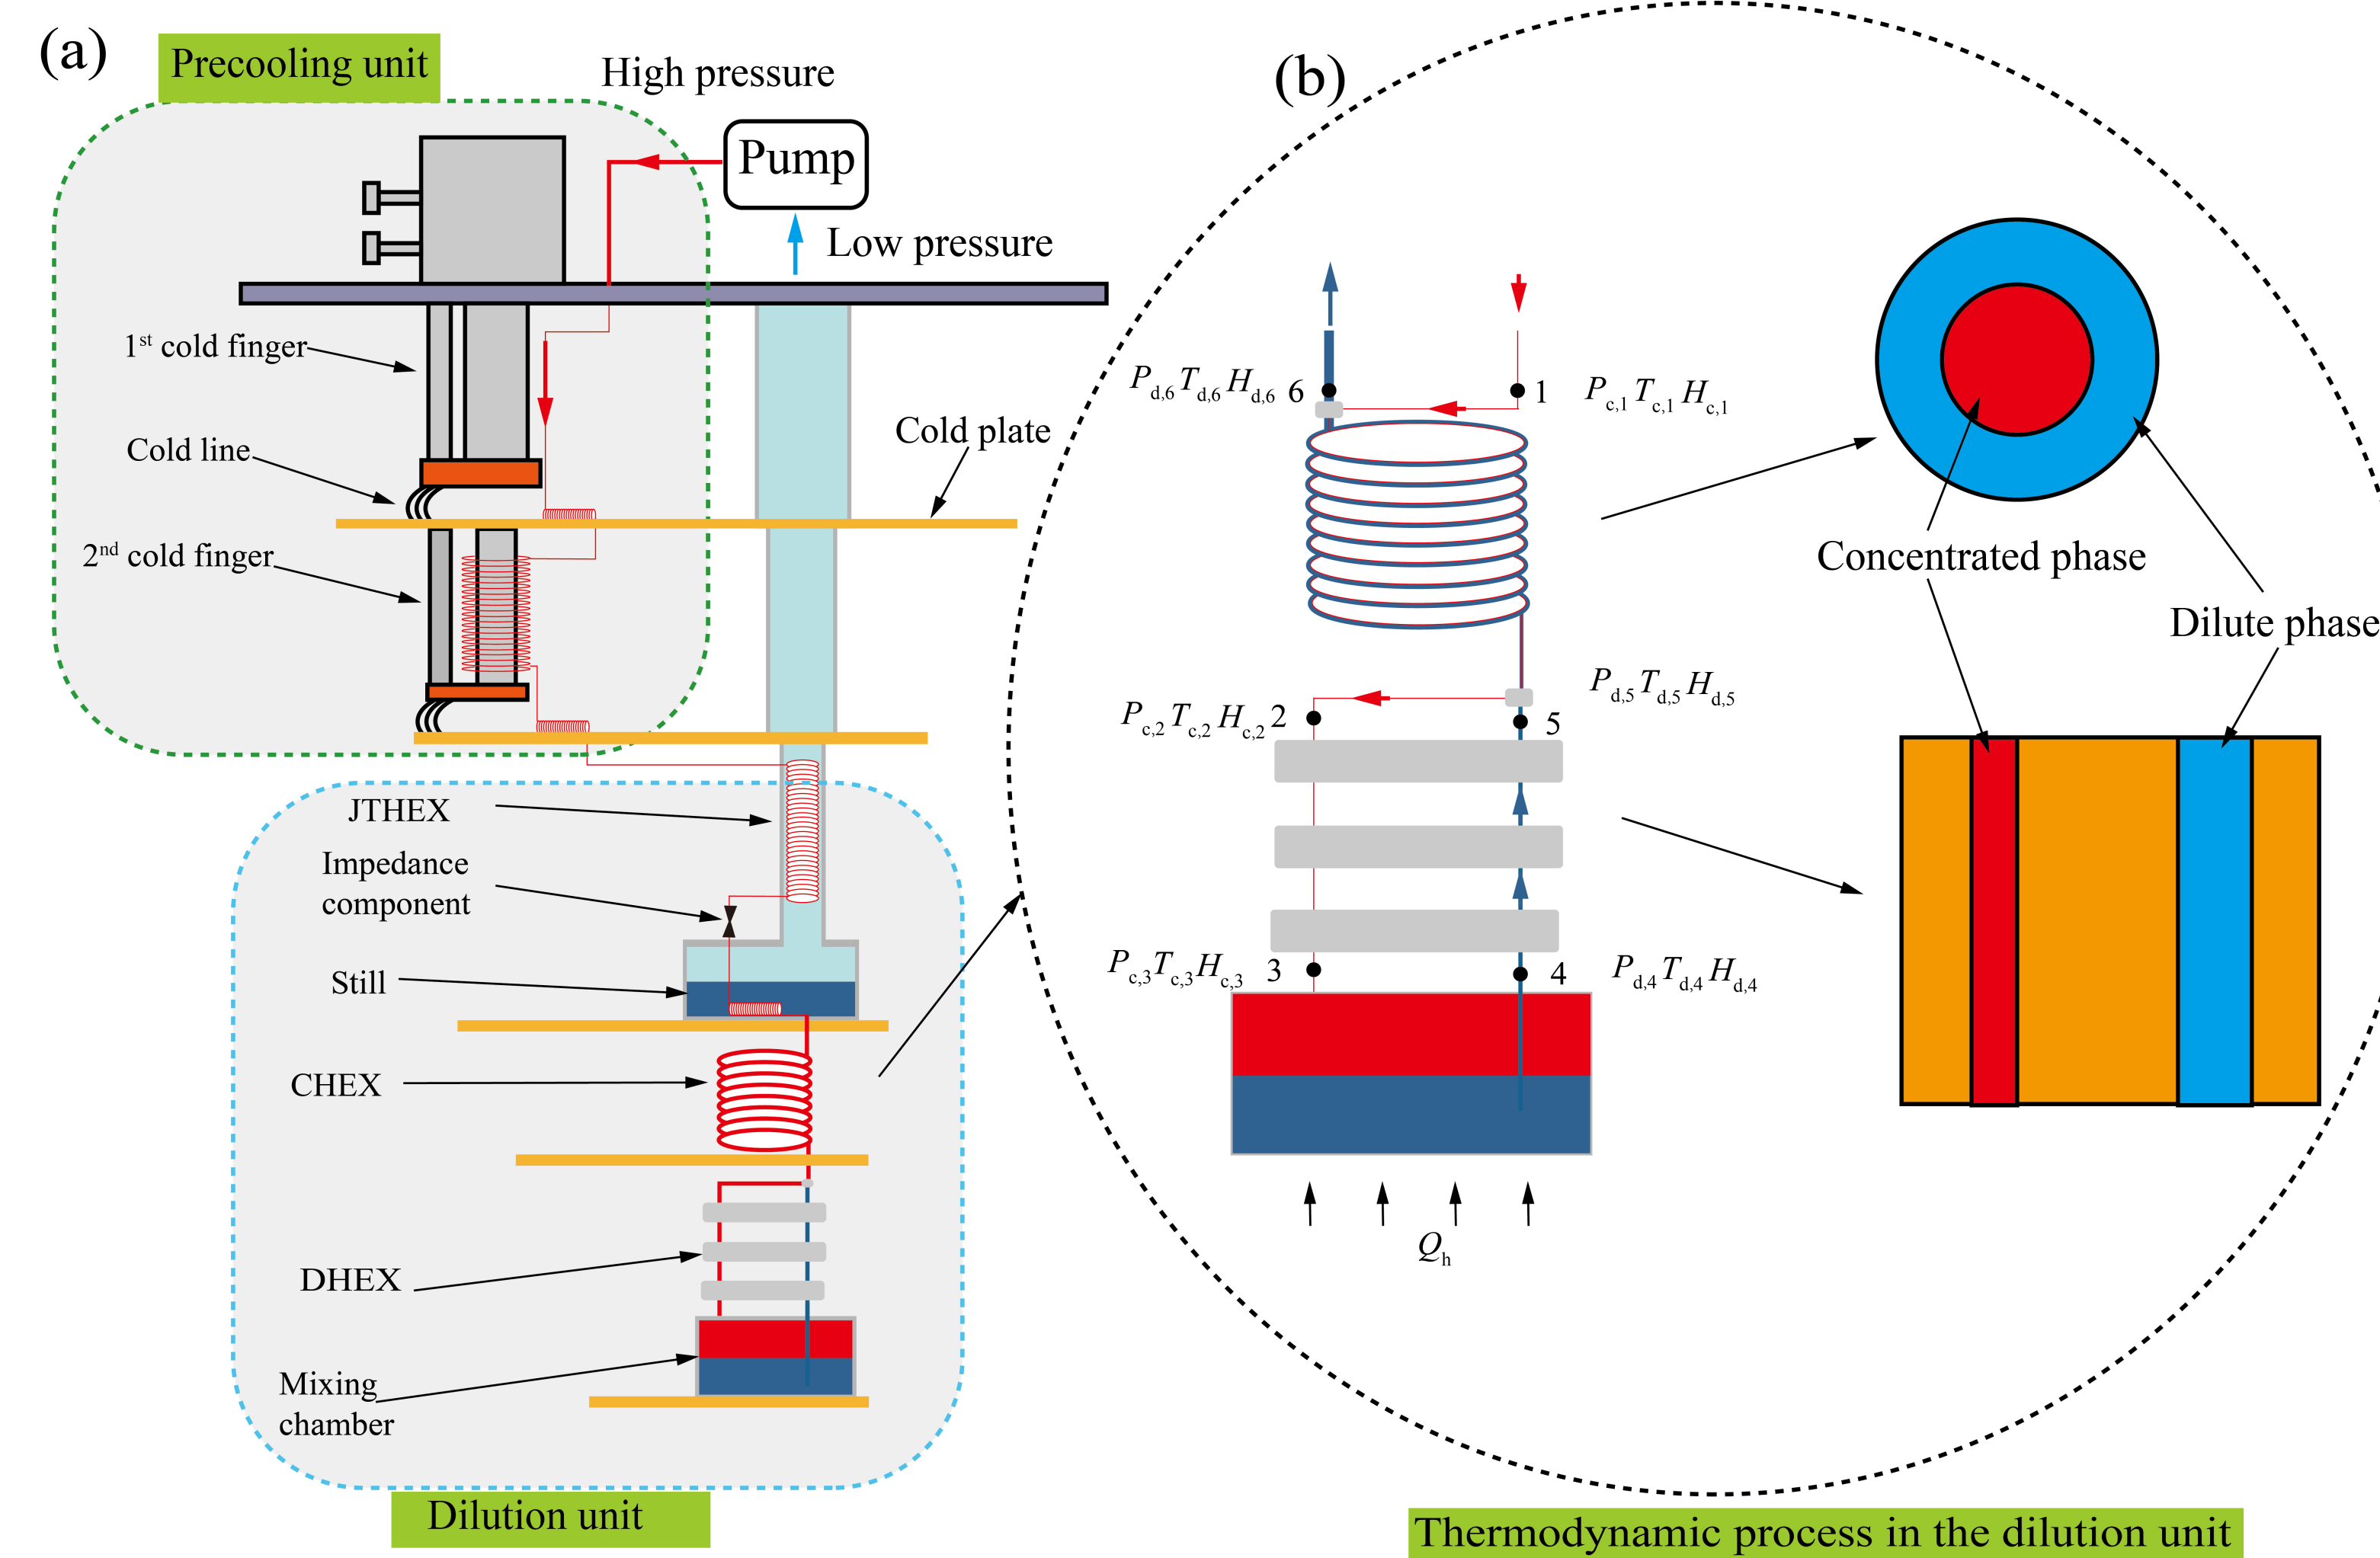 (a)
Precooling unit
High pressure
Pump
Low pressure
1st cold finger
Cold line
Cold plate
2nd cold finger
JTHEX
Impedance
component
Still
CHEX
DHEX
Mixing
chamber
Dilution unit
(b)
Pd,6 Td,6 Hd,6 6
1 Pc,1 Tc,1 Hc,1
Concentrated phase
Dilute phase
Pc,2 Tc,2 Hc,2 2
Pd,5 Td,5 Hd,5
5
Pc,3 Tc,3 Hc,3 3
4 Pd,4 Td,4 Hd,4
Qh
Thermodynamic process in the dilution unit